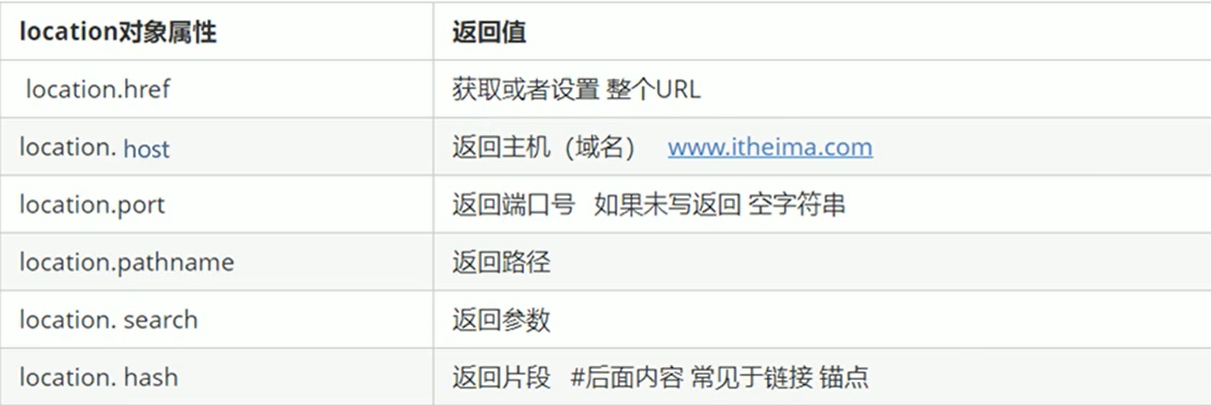 location对象属性 返回值
location.href 获取或者设置 整个URL
location. host 返回主机（域名） www.itheima.com
location.port 返回端口号 如果未写返回 空字符串
location.pathname 返回路径
location. search 返回参数
location. hash 返回片段 #后面内容 常见于链接 锚点